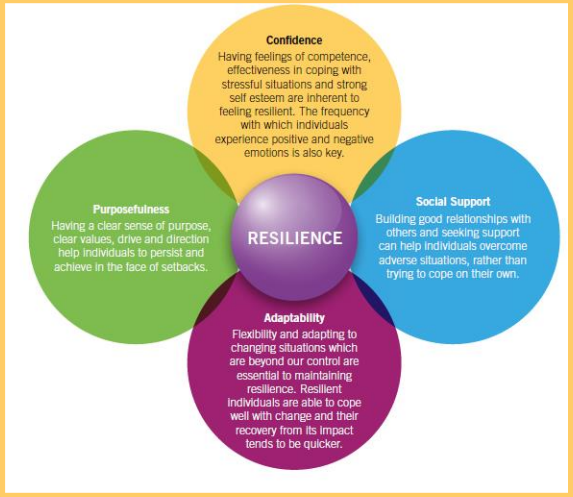 Confidence
Having feelings of competence,
effectiveness in coping with
stressful situations and strong
self esteem are inherent to
feeling resilient. The frequency
with which individuals
experience positive and negative
emotions is also key.
Purposefulness
Having a clear sense of purpose,
clear values, drive and direction
help individuals to persist and
achieve in the face of setbacks.
RESILIENCE
Social Support
Building good relationships with
others and seeking support
can help individuals overcome
adverse situations, rather than
trying to cope on their own.
Adaptability
Flexibility and adapting to
changing situations which
are beyond our control are
essential to maintaining
resilience. Resilient
individuals are able to cope
well with change and their
recovery from its impact
tends to be quicker.